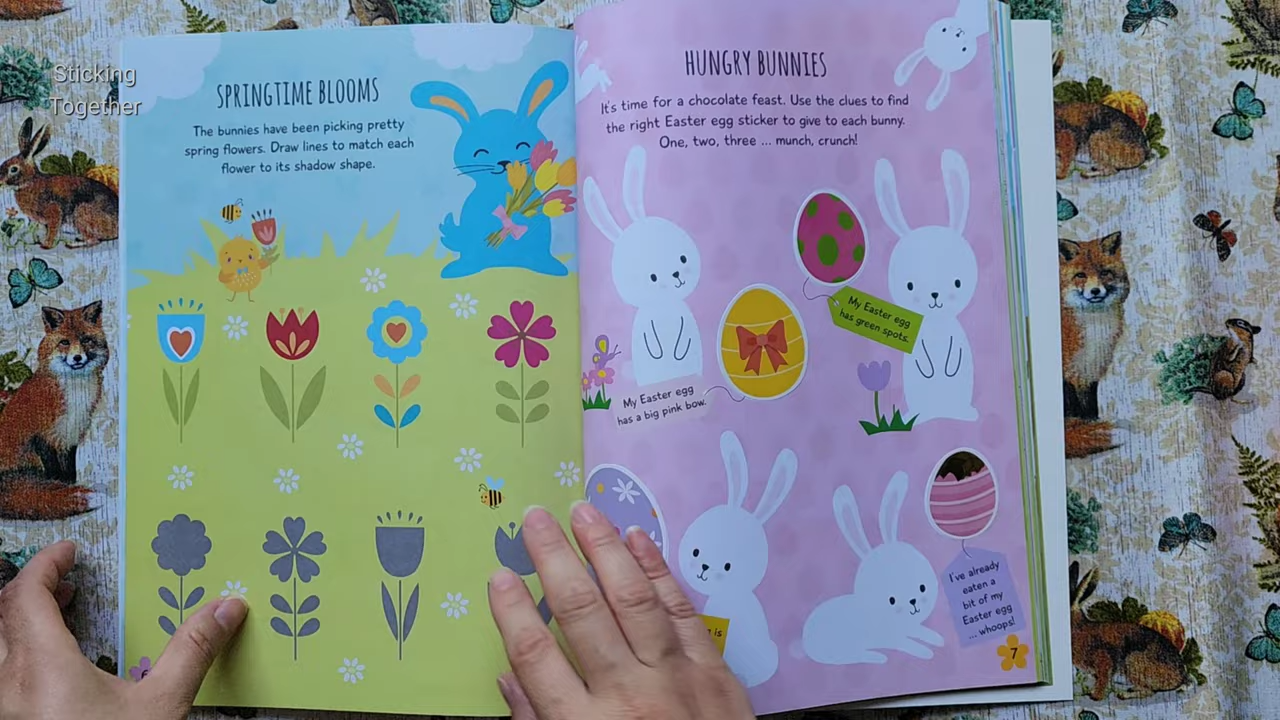 Sticking
Together
SPRINGTIME BLOOMS
The bunnies have been picking pretty
spring flowers. Draw lines to match each
flower to its shadow shape.
HUNGRY BUNNIES
It's time for a chocolate feast. Use the clues to find
the right Easter egg sticker to give to each bunny.
One, two, three ... munch, crunch!
My Easter egg
has green spots.
My Easter egg
has a big pink bow.
I've already
eaten a
bit of my
Easter egg
... whoops!
is
7